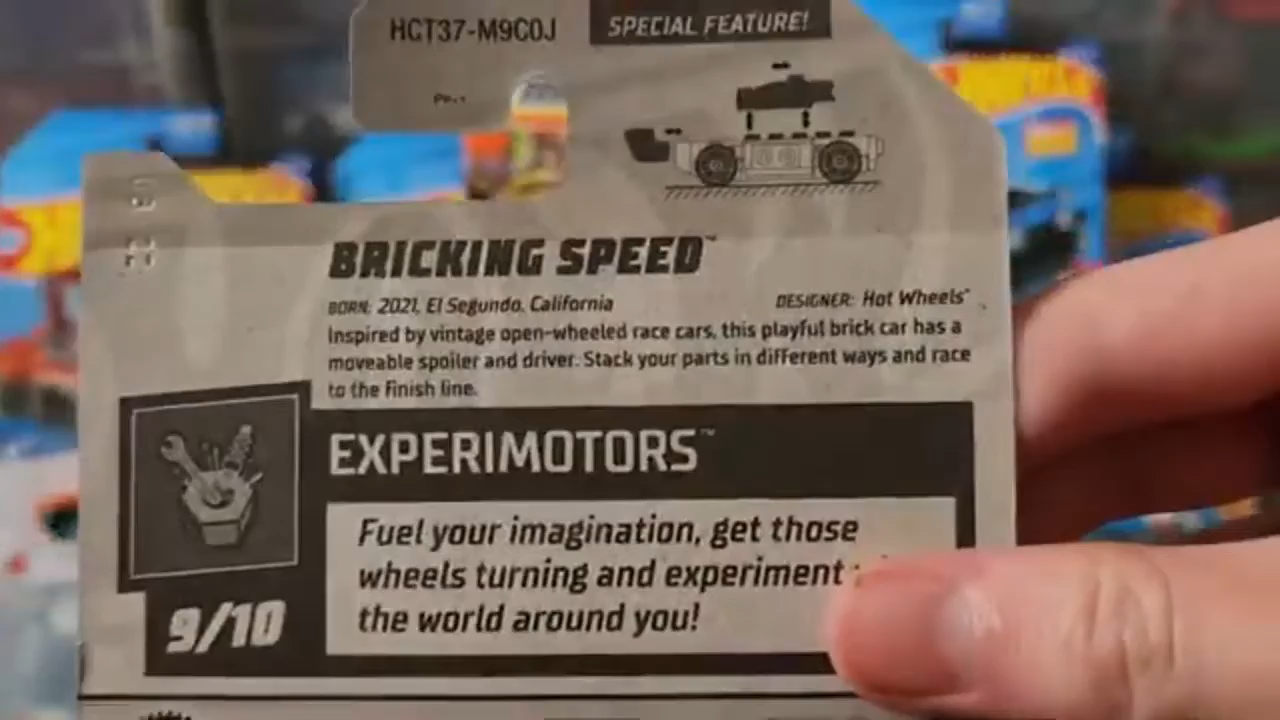 HCT37-M9C0J
SPECIAL FEATURE!
BRICKING SPEED™
BORN: 2021, El Segundo, California
DESIGNER: Hot Wheels™
Inspired by vintage open-wheeled race cars, this playful brick car has a
moveable spoiler and driver. Stack your parts in different ways and race
to the finish line.
EXPERIMOTORS™
Fuel your imagination, get those
wheels turning and experiment
the world around you!
9/10